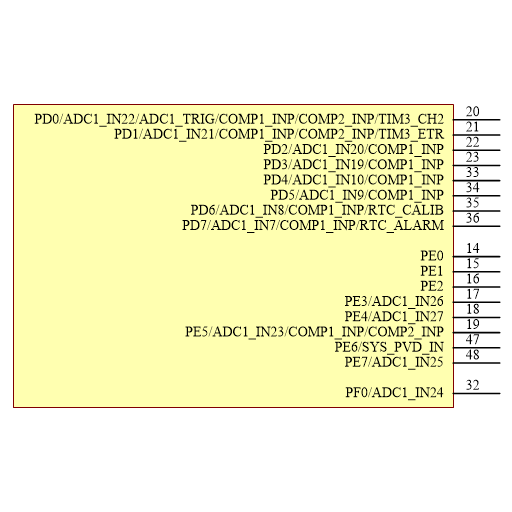 PD0/ADC1_IN22/ADC1_TRIG/COMP1_INP/COMP2_INP/TIM3_CH2 20
PD1/ADC1_IN21/COMP1_INP/COMP2_INP/TIM3_ETR 21
PD2/ADC1_IN20/COMP1_INP 22
PD3/ADC1_IN19/COMP1_INP 23
PD4/ADC1_IN10/COMP1_INP 33
PD5/ADC1_IN9/COMP1_INP 34
PD6/ADC1_IN8/COMP1_INP/RTC_CALIB 35
PD7/ADC1_IN7/COMP1_INP/RTC_ALARM 36
PE0 14
PE1 15
PE2 16
PE3/ADC1_IN26 17
PE4/ADC1_IN27 18
PE5/ADC1_IN23/COMP1_INP/COMP2_INP 19
PE6/SYS_PVD_IN 47
PE7/ADC1_IN25 48
PF0/ADC1_IN24 32